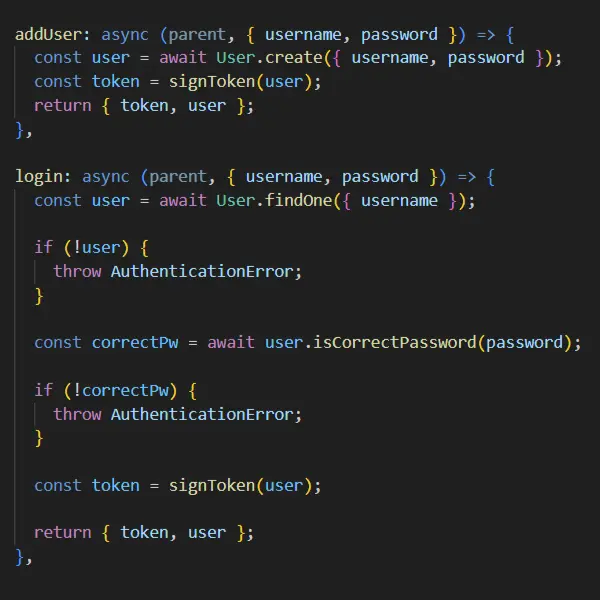 addUser: async (parent, { username, password }) => {
  const user = await User.create({ username, password });
  const token = signToken(user);
  return { token, user };
},

login: async (parent, { username, password }) => {
  const user = await User.findOne({ username });

  if (!user) {
    throw AuthenticationError;
  }

  const correctPw = await user.isCorrectPassword(password);

  if (!correctPw) {
    throw AuthenticationError;
  }

  const token = signToken(user);

  return { token, user };
},